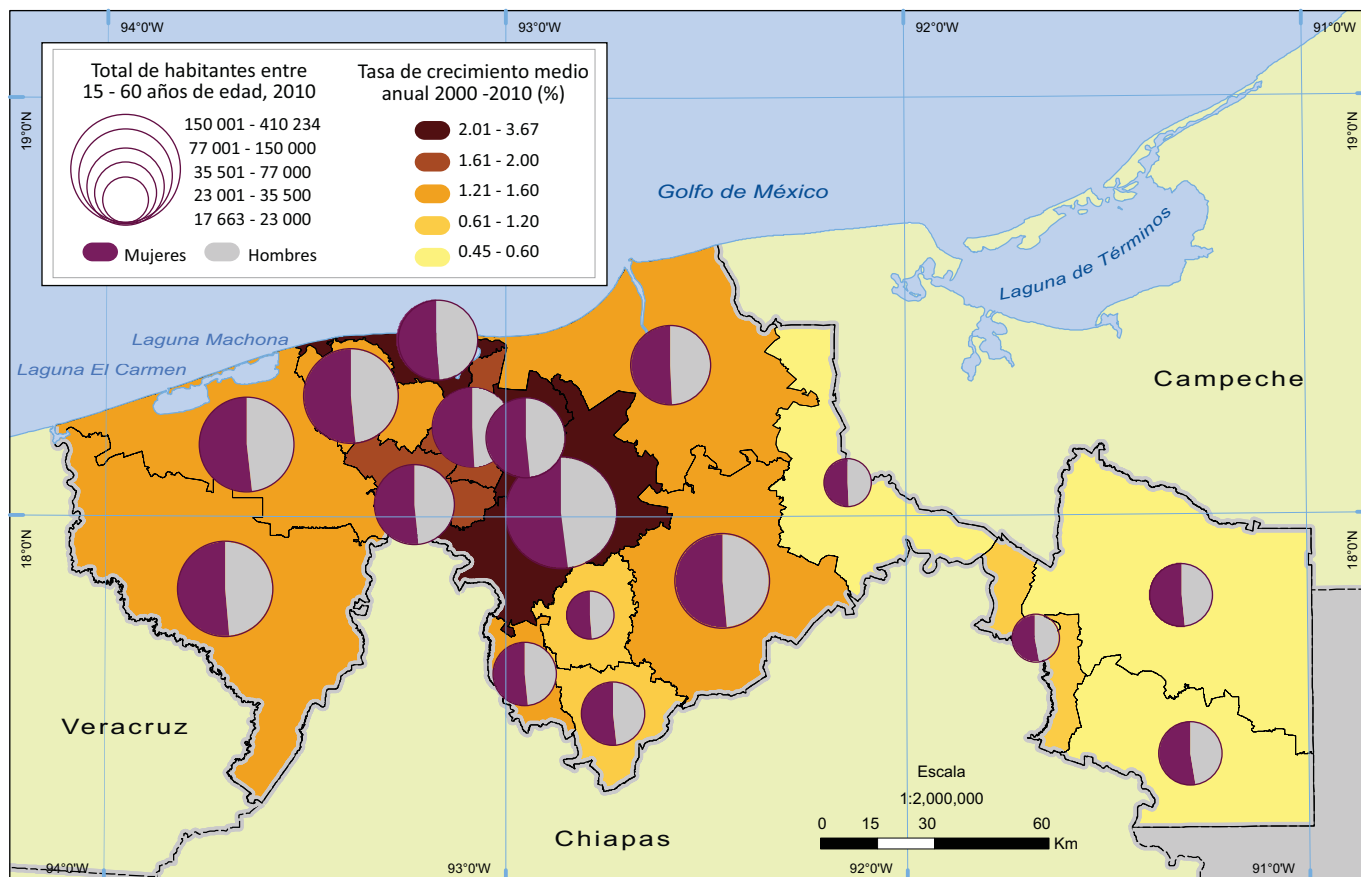 94°0'W
93°0'W
92°0'W
91°0'W
Total de habitantes entre
15 - 60 años de edad, 2010
150 001 - 410 234
77 001 - 150 000
35 501 - 77 000
23 001 - 35 500
17 663 - 23 000
Mujeres
Hombres
Tasa de crecimiento medio
anual 2000 -2010 (%)
2.01 - 3.67
1.61 - 2.00
1.21 - 1.60
0.61 - 1.20
0.45 - 0.60
19°0'N
19°0'N
Golfo de México
Laguna de Términos
Laguna Machona
Laguna El Carmen
Campeche
18°0'N
18°0'N
Veracruz
Chiapas
Escala
1:2,000,000
0 15 30 60
Km
94°0'W
93°0'W
92°0'W
91°0'W